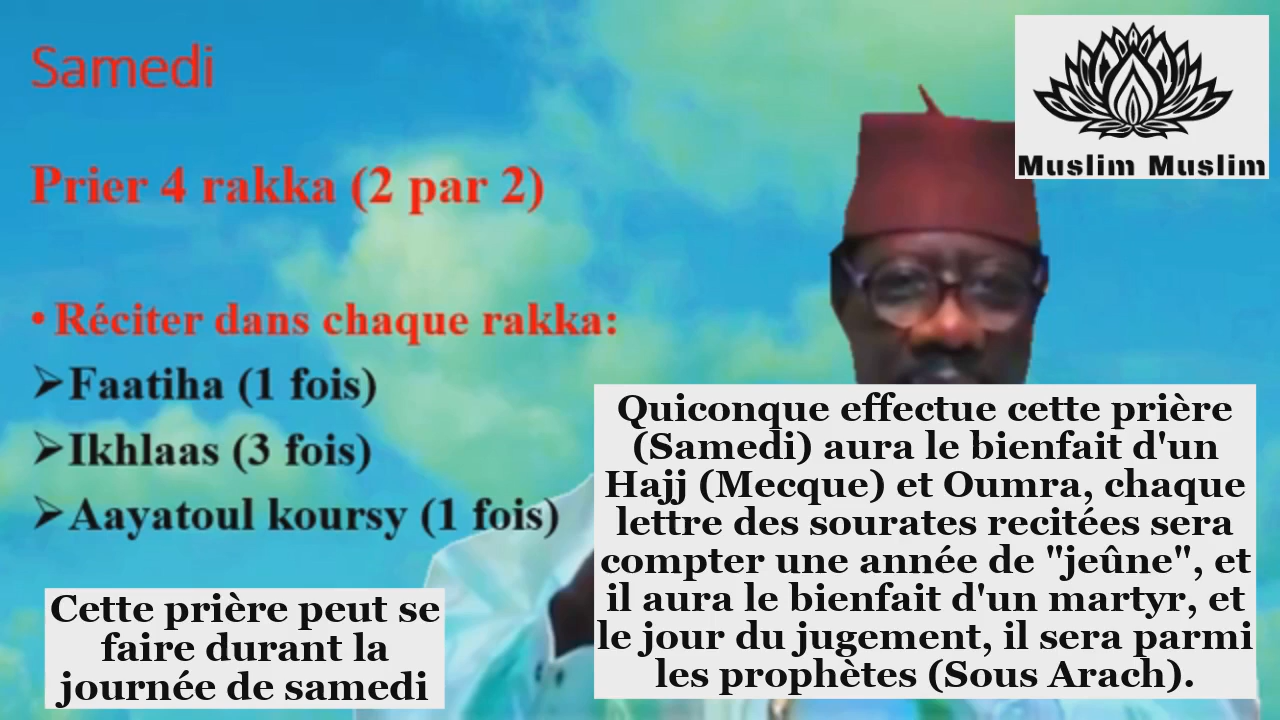 Samedi
Prier 4 rakka (2 par 2)
• Réciter dans chaque rakka:
➢Faatiha (1 fois)
➢Ikhlaas (3 fois)
➢Aayatoul koursy (1 fois)
Cette prière peut se
faire durant la
journée de samedi
Muslim Muslim
Quiconque effectue cette prière
(Samedi) aura le bienfait d'un
Hajj (Mecque) et Oumra, chaque
lettre des sourates recitées sera
compter une année de "jeûne", et
il aura le bienfait d'un martyr, et
le jour du jugement, il sera parmi
les prophètes (Sous Arach).